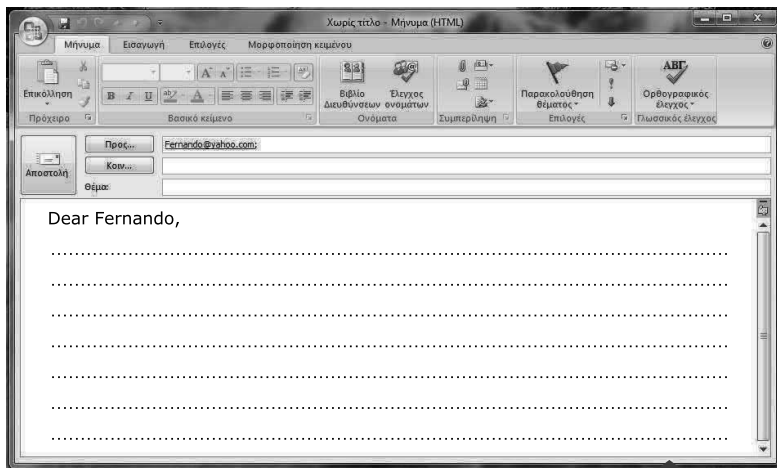 Χωρίς τίτλο - Μήνυμα (HTML)
Μήνυμα Εισαγωγή Επιλογές Μορφοποίηση κειμένου
Επικόλληση
Βιβλίο Διευθύνσεων
Έλεγχος ονομάτων
Παρακολούθηση θέματος
ABC
Ορθογραφικός έλεγχος
Πρόχειρο Βασικό κείμενο Ονόματα Συμπερίληψη Επιλογές Γλωσσικός έλεγχος
Αποστολή
Προς... Fernando@yahoo.com;
Κοιν...
Θέμα:
Dear Fernando,